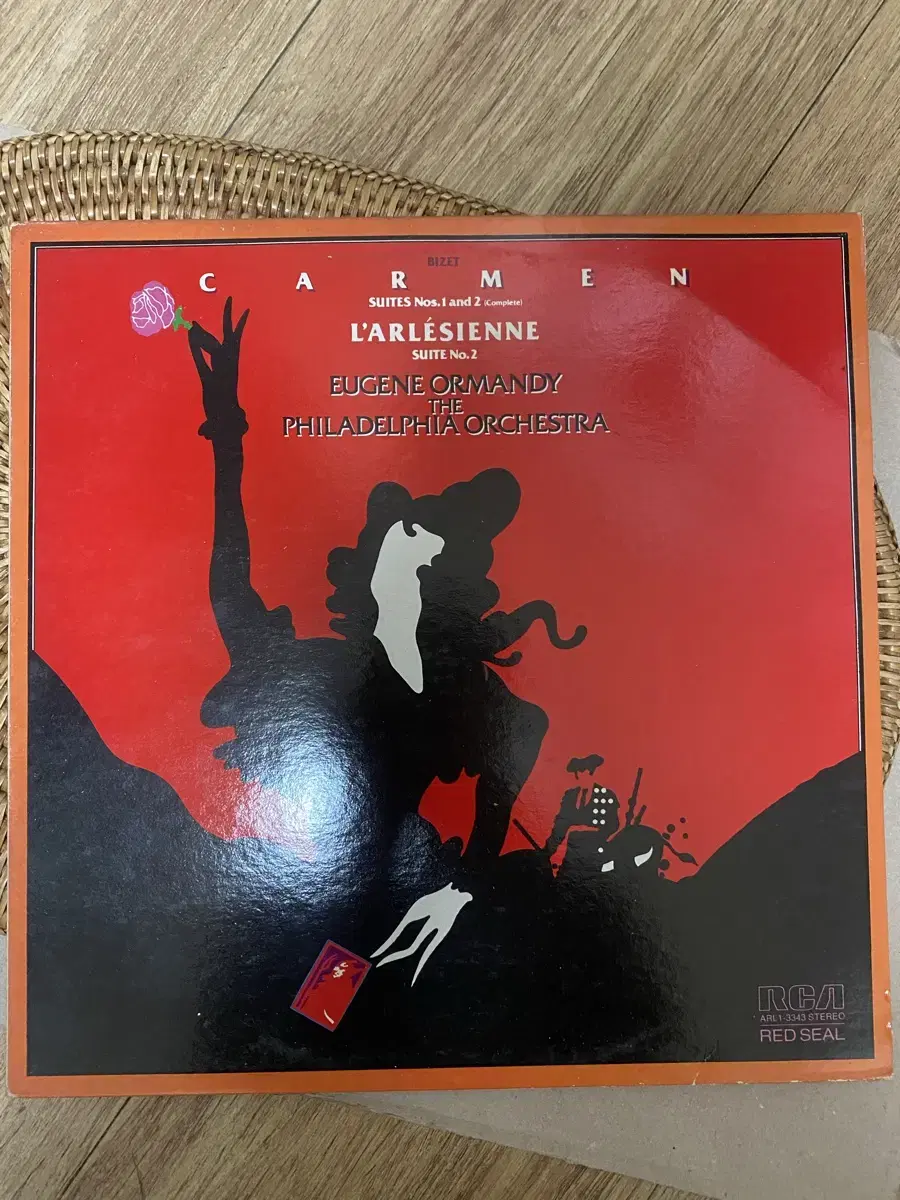 BIZET
CARMEN
SUITES Nos. 1 and 2 (Complete)
L'ARLÉSIENNE
SUITE No. 2
EUGENE ORMANDY
THE
PHILADELPHIA ORCHESTRA
RCA
ARL1-3343 STEREO
RED SEAL